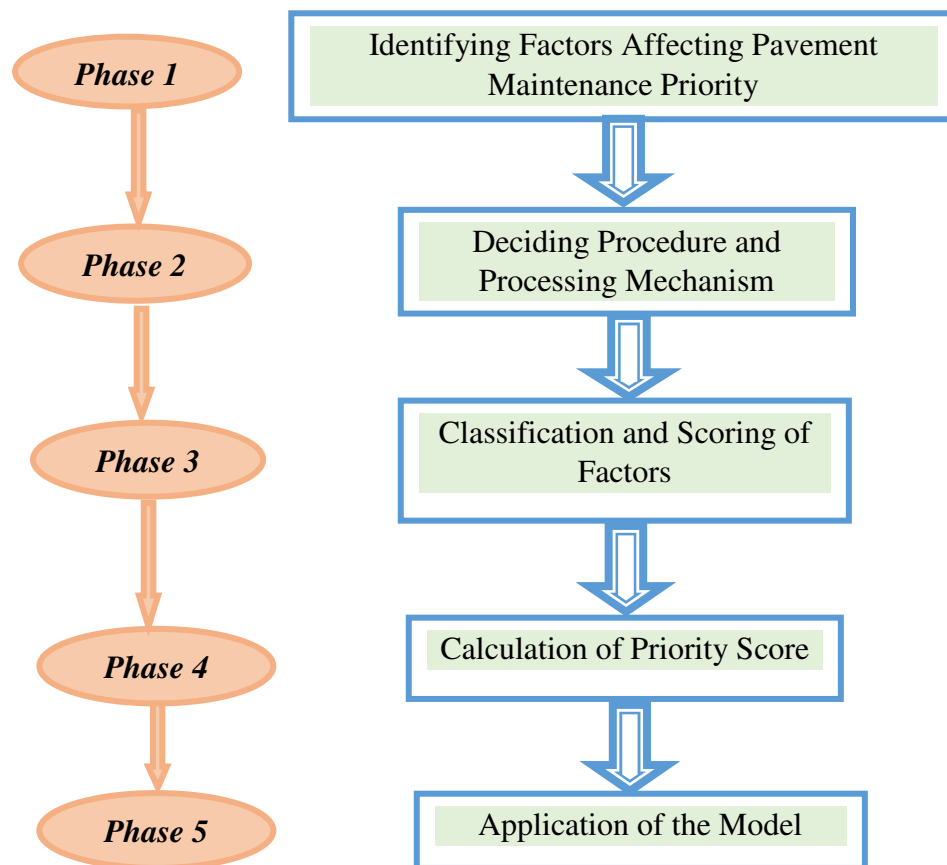 Phase 1
Identifying Factors Affecting Pavement
Maintenance Priority
Phase 2
Deciding Procedure and
Processing Mechanism
Phase 3
Classification and Scoring of
Factors
Phase 4
Calculation of Priority Score
Phase 5
Application of the Model